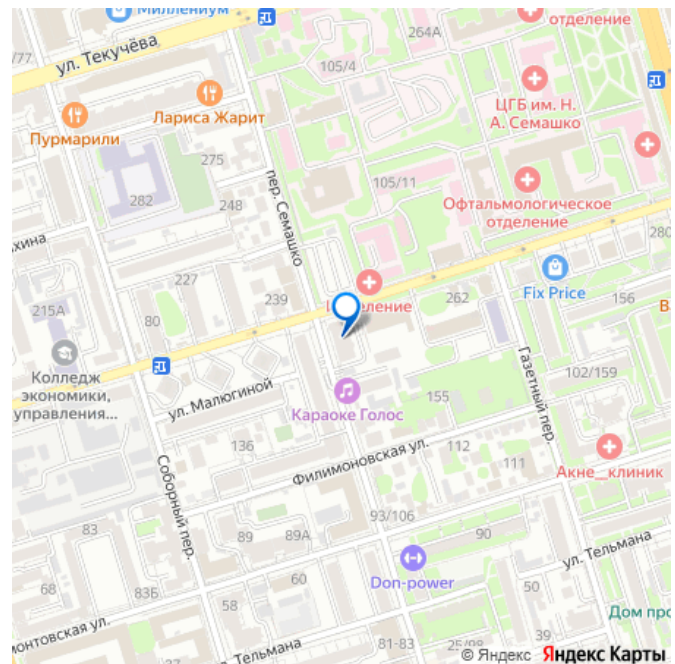 Миллениум
отделение
264А
/77
ул. Текучёва
105/4
ЦГБ им. Н.
А. Семашко
Лариса Жарит
Пурмарили
275
пер. Семашко
282
248
105/11
Офтальмологическое
отделение
хина
227
280
239
262
Fix Price
156
215А
80
Колледж
экономики,
управления...
ул. Малюгиной
Караоке Голос
155
Газетный пер.
102/159
136
Филимоновская ул.
112
111
Акне_клиник
Соборный пер.
93/106
83
89
89А
90
ул. Тельмана
Don-power
68
83Б
60
58
50
Дом про
монтовская ул.
Тельмана
81-83
25/98
39
© Яндекс Яндекс Карты